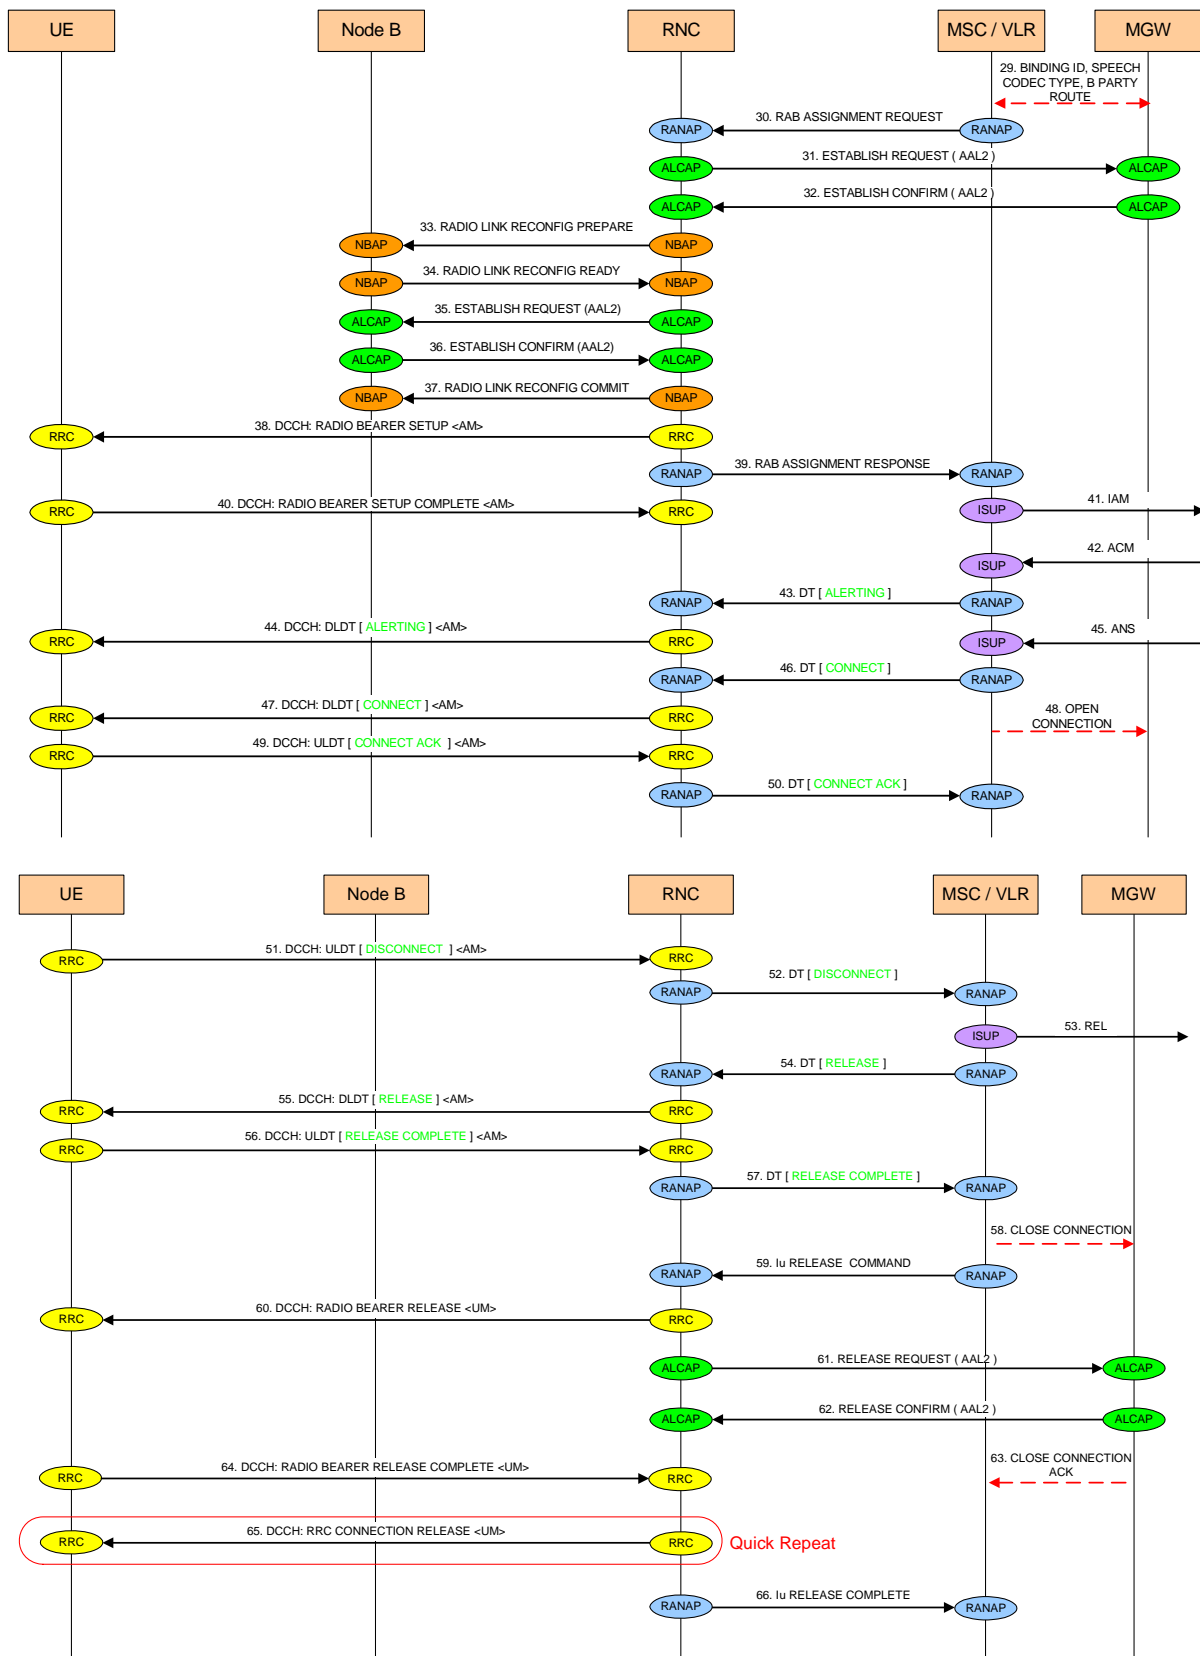 UE
Node B
RNC
MSC / VLR
MGW
29. BINDING ID, SPEECH
CODEC TYPE, B PARTY
ROUTE
RANAP
30. RAB ASSIGNMENT REQUEST
RANAP
ALCAP
31. ESTABLISH REQUEST ( AAL2 )
ALCAP
ALCAP
32. ESTABLISH CONFIRM ( AAL2 )
ALCAP
NBAP
33. RADIO LINK RECONFIG PREPARE
NBAP
NBAP
34. RADIO LINK RECONFIG READY
NBAP
ALCAP
35. ESTABLISH REQUEST (AAL2)
ALCAP
ALCAP
36. ESTABLISH CONFIRM (AAL2)
ALCAP
NBAP
37. RADIO LINK RECONFIG COMMIT
NBAP
RRC
38. DCCH: RADIO BEARER SETUP <AM>
RRC
RANAP
39. RAB ASSIGNMENT RESPONSE
RANAP
RRC
40. DCCH: RADIO BEARER SETUP COMPLETE <AM>
RRC
ISUP
41. IAM
ISUP
42. ACM
RANAP
43. DT [ ALERTING ]
RANAP
RRC
44. DCCH: DLDT [ ALERTING ] <AM>
RRC
ISUP
45. ANS
RANAP
46. DT [ CONNECT ]
RANAP
RRC
47. DCCH: DLDT [ CONNECT ] <AM>
RRC
48. OPEN
CONNECTION
RRC
49. DCCH: ULDT [ CONNECT ACK ] <AM>
RRC
RANAP
50. DT [ CONNECT ACK ]
RANAP
UE
Node B
RNC
MSC / VLR
MGW
RRC
51. DCCH: ULDT [ DISCONNECT ] <AM>
RRC
RANAP
52. DT [ DISCONNECT ]
RANAP
ISUP
53. REL
RANAP
54. DT [ RELEASE ]
RANAP
RRC
55. DCCH: DLDT [ RELEASE ] <AM>
RRC
RRC
56. DCCH: ULDT [ RELEASE COMPLETE ] <AM>
RRC
RANAP
57. DT [ RELEASE COMPLETE ]
RANAP
58. CLOSE CONNECTION
RANAP
59. Iu RELEASE COMMAND
RANAP
RRC
60. DCCH: RADIO BEARER RELEASE <UM>
RRC
ALCAP
61. RELEASE REQUEST ( AAL2 )
ALCAP
ALCAP
62. RELEASE CONFIRM ( AAL2 )
ALCAP
63. CLOSE CONNECTION
ACK
RRC
64. DCCH: RADIO BEARER RELEASE COMPLETE <UM>
RRC
RRC
65. DCCH: RRC CONNECTION RELEASE <UM>
RRC
Quick Repeat
RANAP
66. Iu RELEASE COMPLETE
RANAP